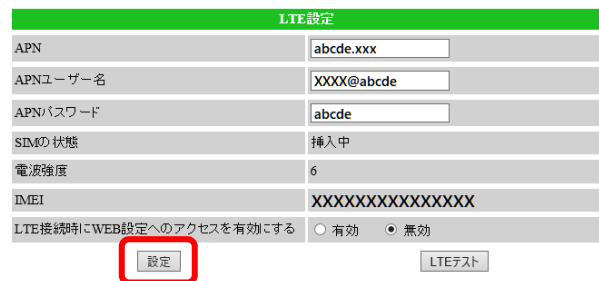 LTE設定
APN abcde.xxx
APNユーザー名 XXXX@abcde
APNパスワード abcde
SIMの状態 挿入中
電波強度 6
IMEI XXXXXXXXXXXXXXX
LTE接続時にWEB設定へのアクセスを有効にする 有効 無効
設定 LTEテスト